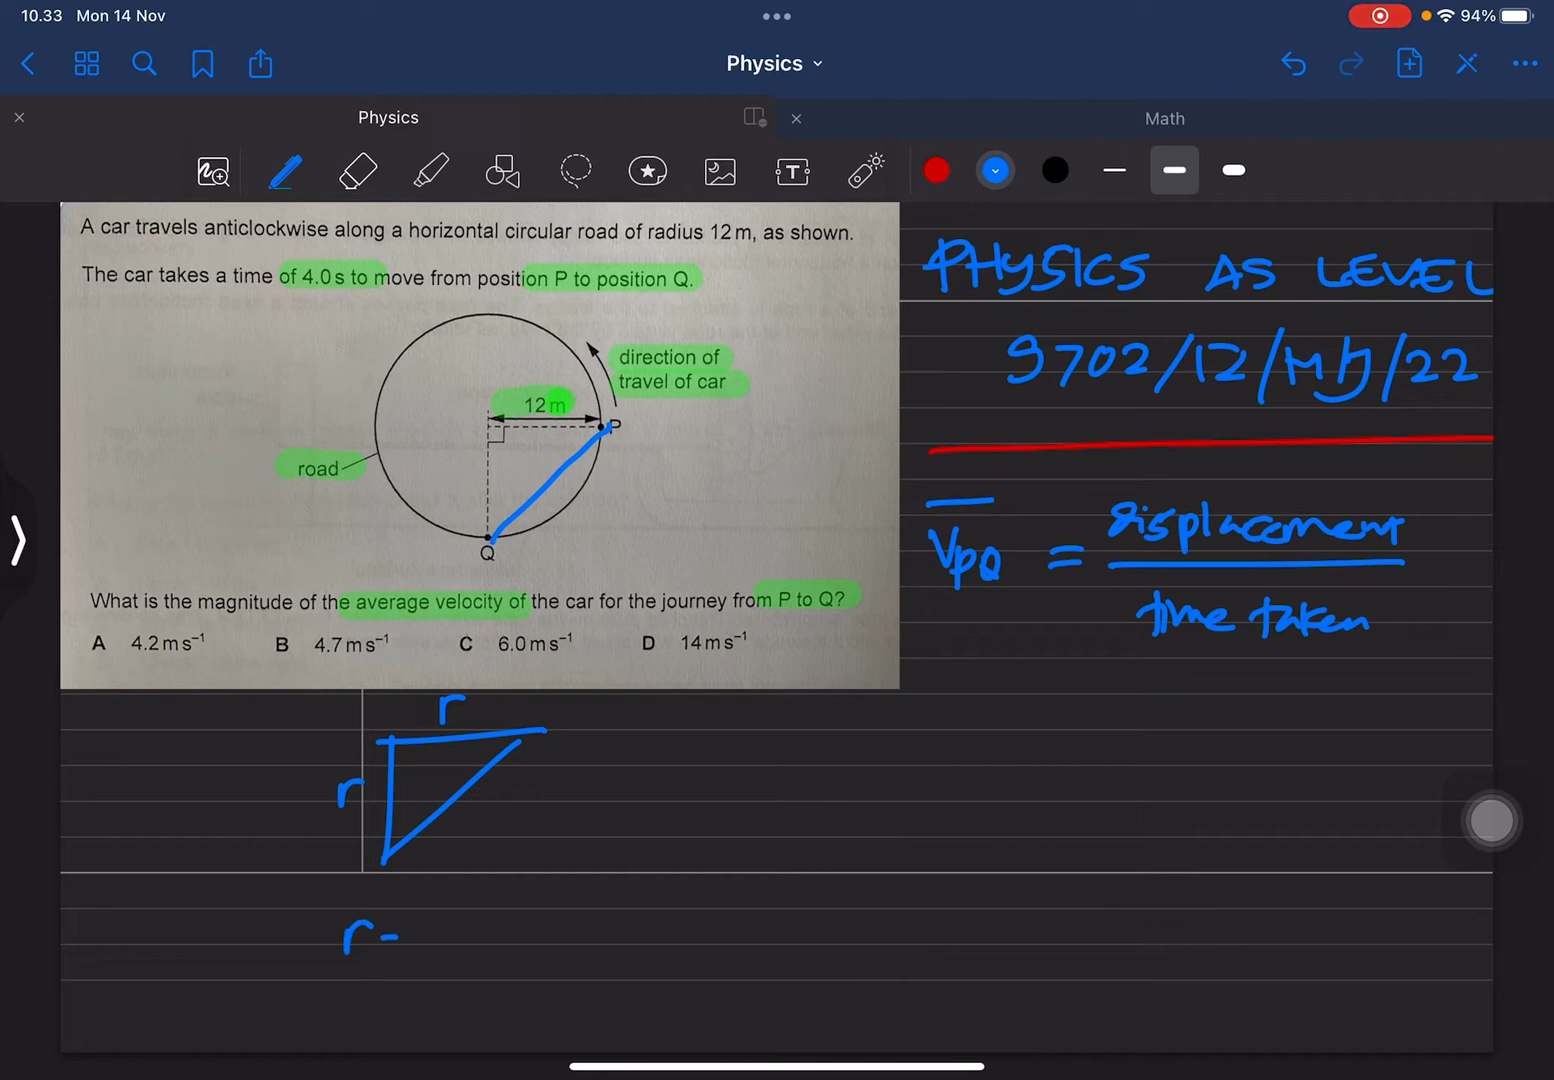 10.33 Mon 14 Nov
94%
Physics
Physics
Math
A car travels anticlockwise along a horizontal circular road of radius 12 m, as shown.
The car takes a time of 4.0 s to move from position P to position Q.
direction of
travel of car
12 m
P
road
Q
What is the magnitude of the average velocity of the car for the journey from P to Q?
A 4.2 m s⁻¹ B 4.7 m s⁻¹ C 6.0 m s⁻¹ D 14 m s⁻¹
PHYSICS AS LEVEL
9702/12/MJ/22
V̅PQ = displacement
time taken
r
r
r =